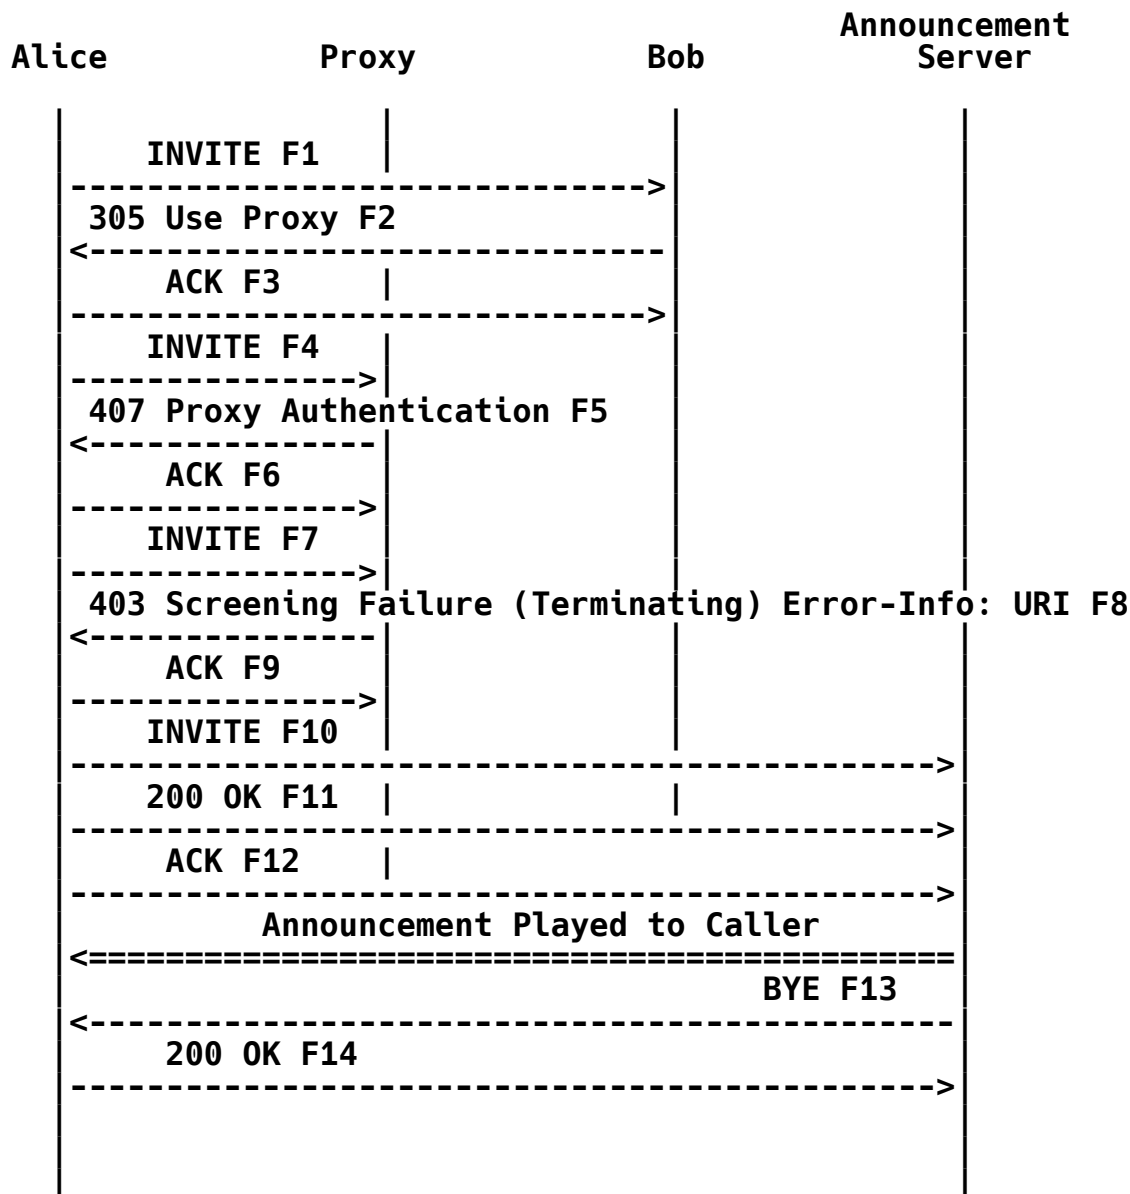 Announcement
Alice Proxy Bob Server
INVITE F1
305 Use Proxy F2
ACK F3
INVITE F4
407 Proxy Authentication F5
ACK F6
INVITE F7
403 Screening Failure (Terminating) Error-Info: URI F8
ACK F9
INVITE F10
200 OK F11
ACK F12
Announcement Played to Caller
BYE F13
200 OK F14